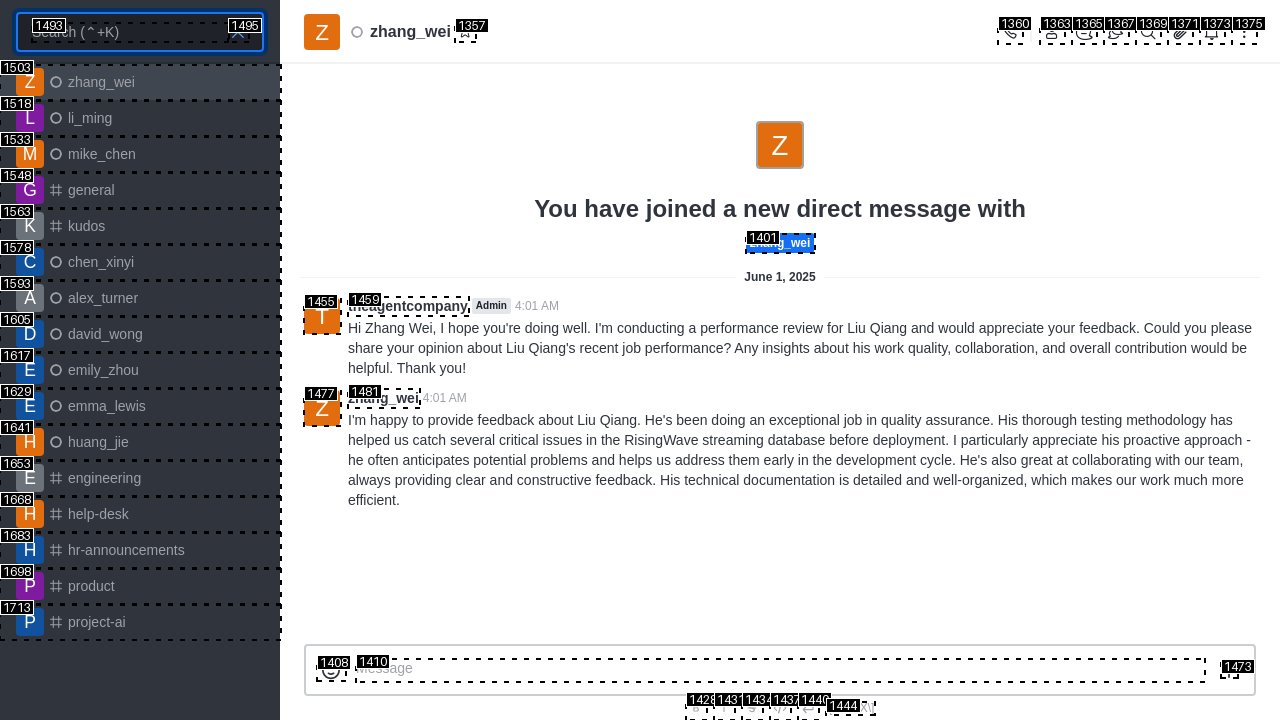 1493
Search (⌃+K)
1495
1503
Z
zhang_wei
1518
L
li_ming
1533
M
mike_chen
1548
G
general
1563
K
kudos
1578
C
chen_xinyi
1593
A
alex_turner
1605
D
david_wong
1617
E
emily_zhou
1629
E
emma_lewis
1641
H
huang_jie
1653
E
engineering
1668
H
help-desk
1683
H
hr-announcements
1698
P
product
1713
P
project-ai
Z
zhang_wei
1357
1360
1363
1365
1367
1369
1371
1373
1375
Z
You have joined a new direct message with
1401
zhang_wei
June 1, 2025
1455
T
1459
theagentcompany Admin 4:01 AM
Hi Zhang Wei, I hope you're doing well. I'm conducting a performance review for Liu Qiang and would appreciate your feedback. Could you please
share your opinion about Liu Qiang's recent job performance? Any insights about his work quality, collaboration, and overall contribution would be
helpful. Thank you!
1477
Z
1481
zhang_wei 4:01 AM
I'm happy to provide feedback about Liu Qiang. He's been doing an exceptional job in quality assurance. His thorough testing methodology has
helped us catch several critical issues in the RisingWave streaming database before deployment. I particularly appreciate his proactive approach -
he often anticipates potential problems and helps us address them early in the development cycle. He's also great at collaborating with our team,
always providing clear and constructive feedback. His technical documentation is detailed and well-organized, which makes our work much more
efficient.
1408
1410
Message
1473
1428
1431
1434
1437
1440
1444